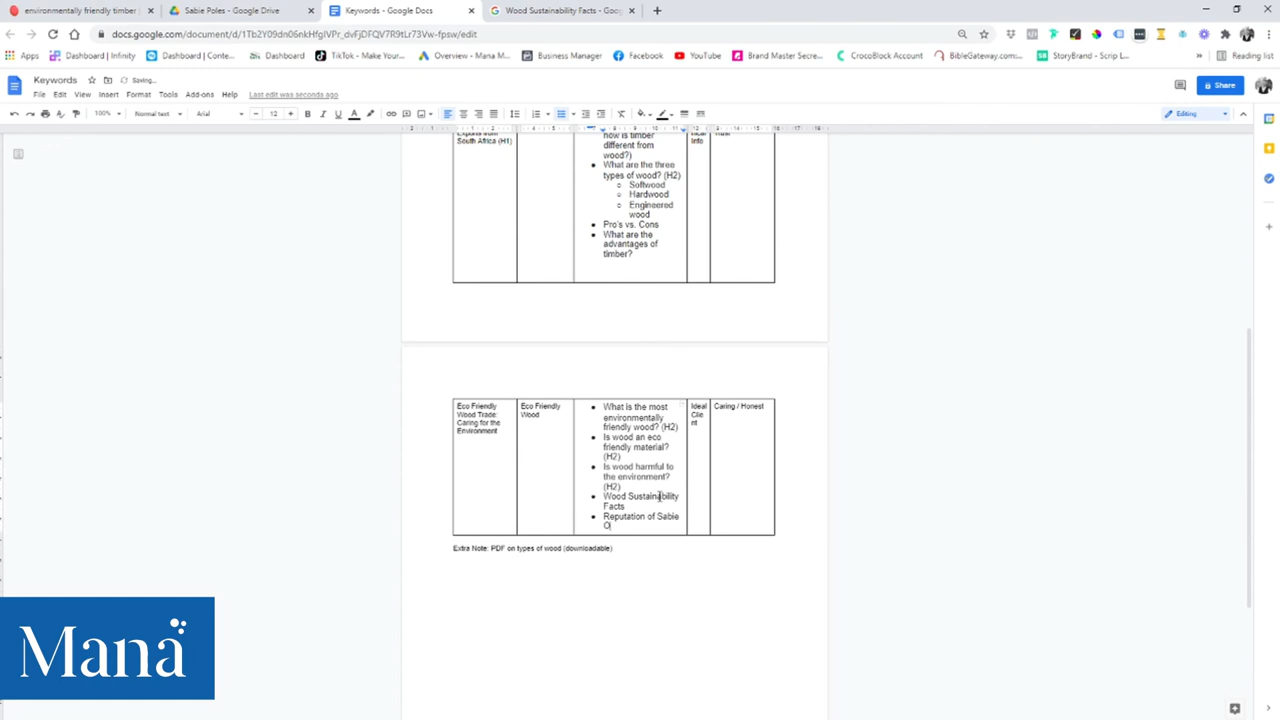 environmentally friendly timber
Sabie Poles - Google Drive
Keywords - Google Docs
Wood Sustainability Facts - Goog
docs.google.com/document/d/1Tb2Y09dn06nkHfgIVPr_dvFjDFQV7R9tLr73Vw-fpsw/edit
Apps
Dashboard | Infinity
Dashboard | Conte...
Dashboard
TikTok - Make Your...
Overview - Mana M...
Business Manager
Facebook
YouTube
Brand Master Secre...
CrocoBlock Account
BibleGateway.com:...
StoryBrand - Scrip L...
Reading list
Keywords
Saving...
File Edit View Insert Format Tools Add-ons Help Last edit was seconds ago
Share
100% Normal text Arial 12
Editing
Exports from
South Africa (H1)
how is timber
different from
wood?)
What are the three
types of wood? (H2)
Softwood
Hardwood
Engineered
wood
Pro's vs. Cons
What are the
advantages of
timber?
Info
Trust
Eco Friendly
Wood Trade:
Caring for the
Environment
Eco Friendly
Wood
What is the most
environmentally
friendly wood? (H2)
Is wood an eco
friendly material?
(H2)
Is wood harmful to
the environment?
(H2)
Wood Sustainability
Facts
Reputation of Sabie
O
Ideal
Clie
nt
Caring / Honest
Extra Note: PDF on types of wood (downloadable)
Mana